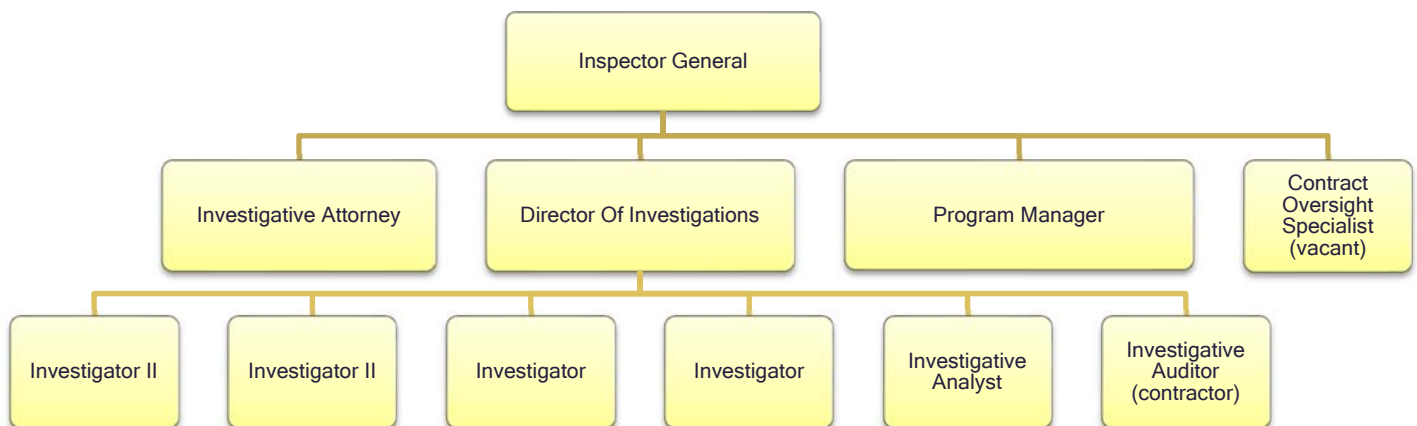 Inspector General
Investigative Attorney
Director Of Investigations
Program Manager
Contract
Oversight
Specialist
(vacant)
Investigator II
Investigator II
Investigator
Investigator
Investigative
Analyst
Investigative
Auditor
(contractor)